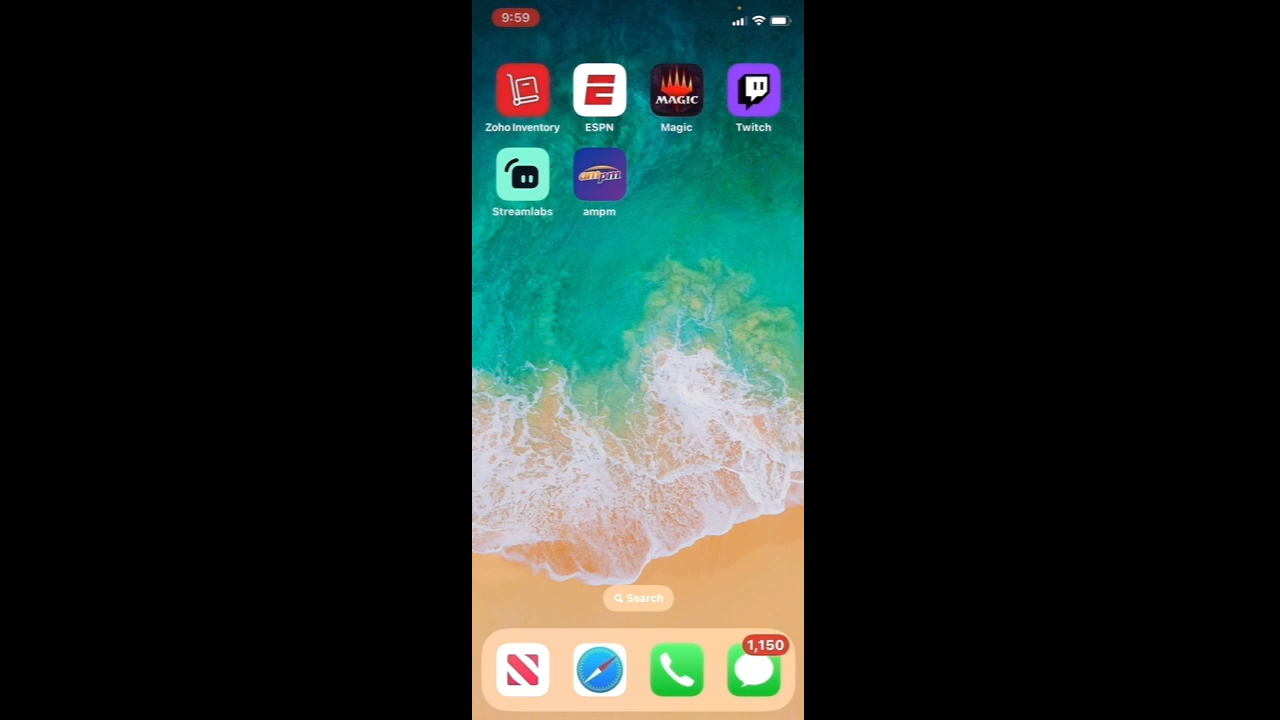 9:59
MAGIC
ampm
Zoho Inventory
ESPN
Magic
Twitch
Streamlabs
ampm
Search
1,150